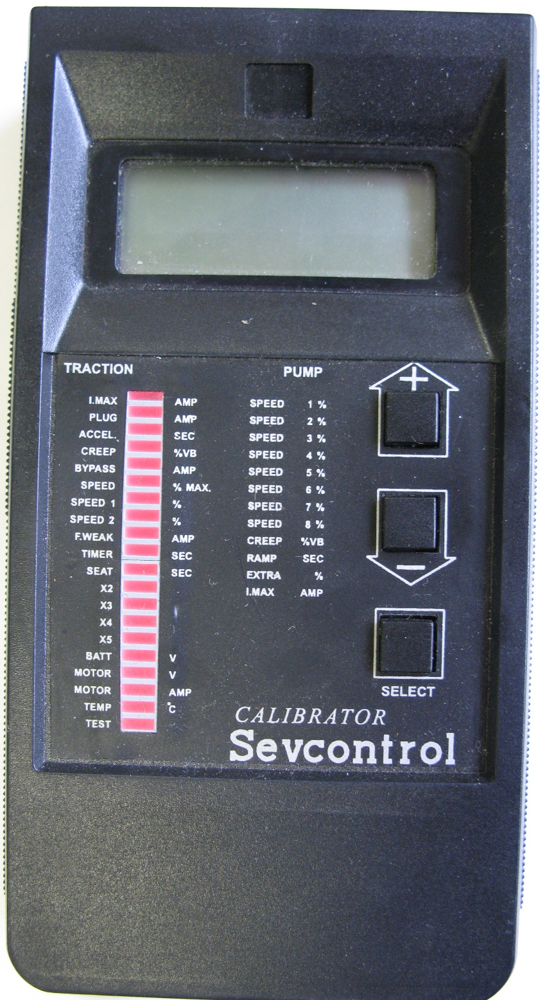 TRACTION
I.MAX AMP
PLUG AMP
ACCEL. SEC
CREEP %VB
BYPASS AMP
SPEED % MAX.
SPEED 1 %
SPEED 2 %
F.WEAK AMP
TIMER SEC
SEAT SEC
X2
X3
X4
X5
BATT V
MOTOR V
MOTOR AMP
TEMP °C
TEST
PUMP
SPEED 1 %
SPEED 2 %
SPEED 3 %
SPEED 4 %
SPEED 5 %
SPEED 6 %
SPEED 7 %
SPEED 8 %
CREEP %VB
RAMP SEC
EXTRA %
I.MAX AMP
+
−
SELECT
CALIBRATOR
Sevcontrol